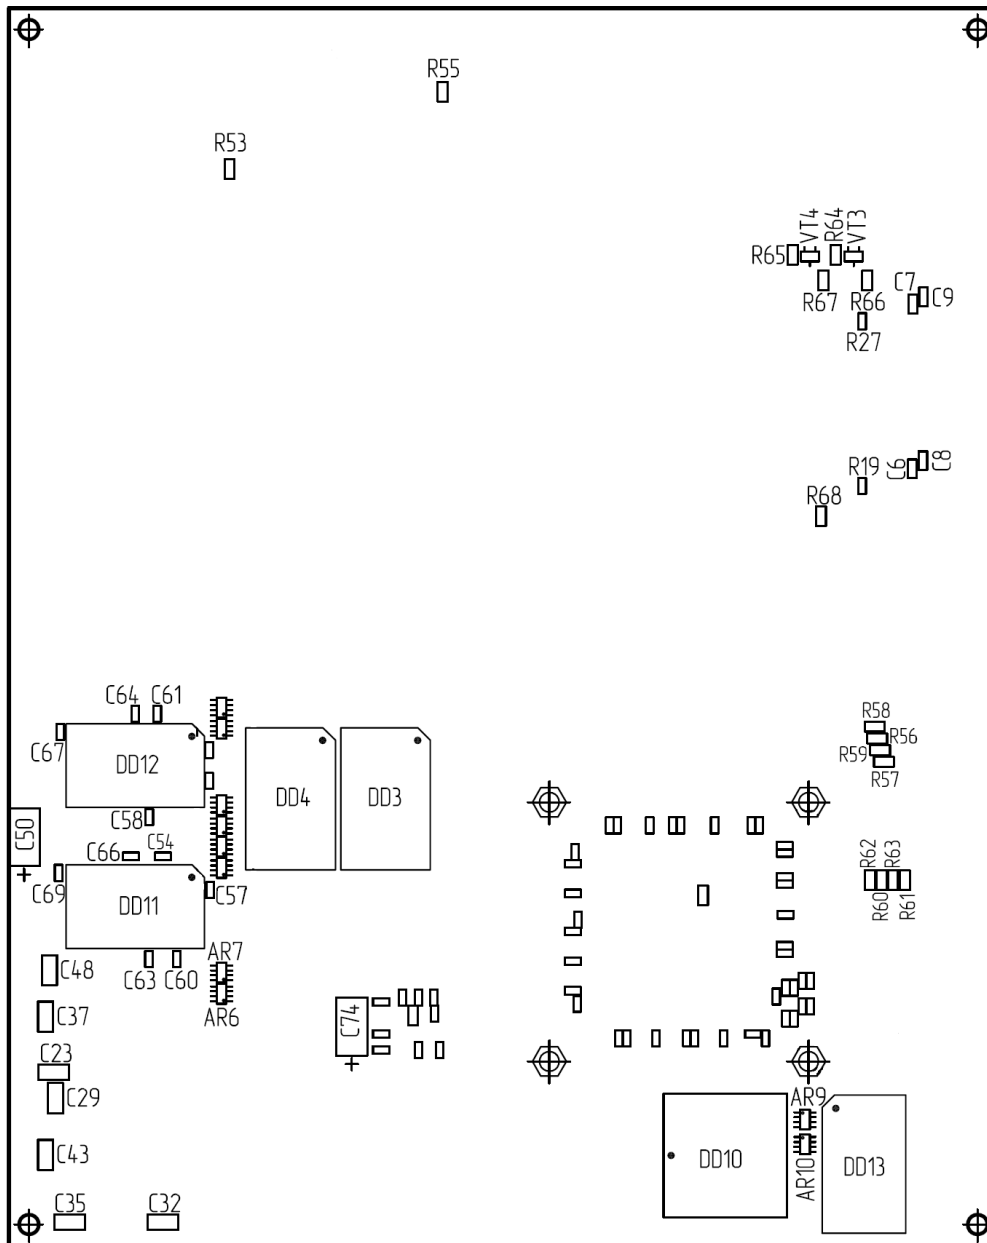 R55
R53
VT4
R64
VT3
R65
R67
R66
C7
C9
R27
R19
C6
C8
R68
C64
C61
C67
DD12
DD4
DD3
R58
R56
R59
R57
C50
+
C58
C66
C54
C69
DD11
C57
R62
R63
R60
R61
C48
C63
C60
AR7
AR6
C37
C74
+
C23
C29
C43
AR9
AR10
DD10
DD13
C35
C32